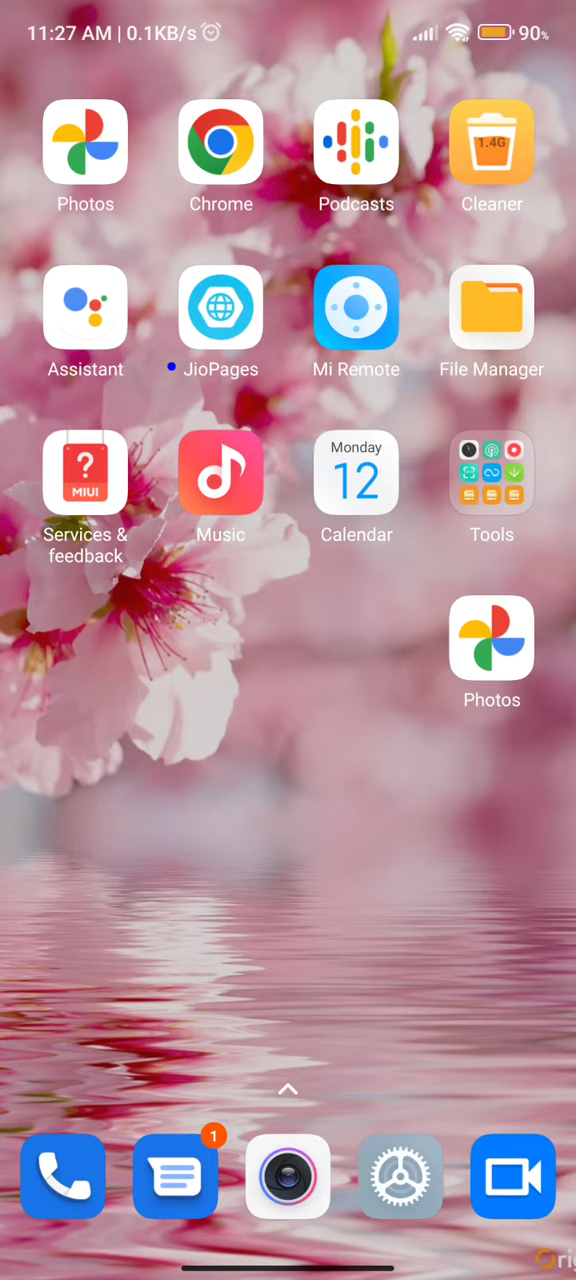 11:27 AM | 0.1KB/s
90%
Photos
Chrome
Podcasts
1.4G
Cleaner
Assistant
JioPages
Mi Remote
File Manager
?
MIUI
Services &
feedback
Music
Monday
12
Calendar
Tools
Photos
1